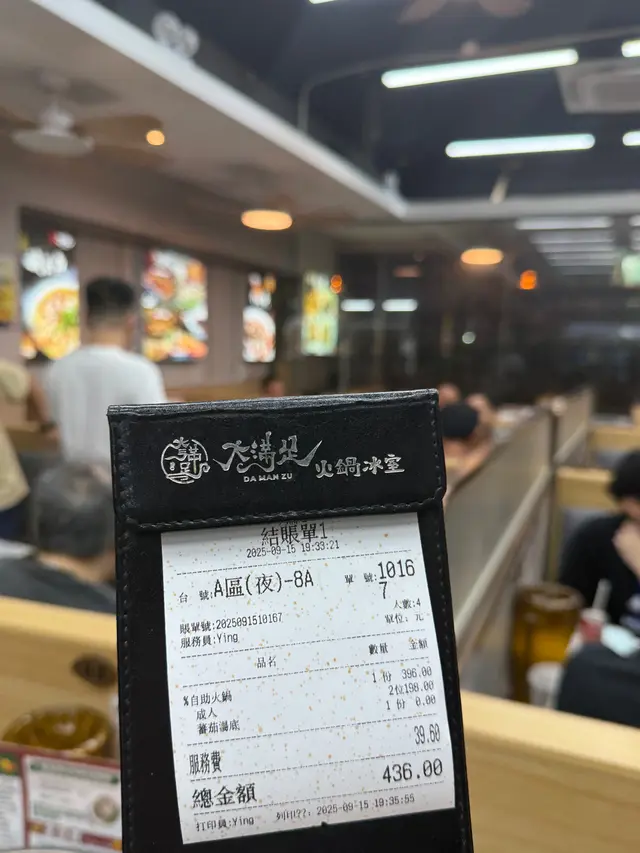 大滿足
DA MAN ZU
火鍋冰室
結賬單1
2025-09-15 19:33:21
台 號:A區(夜)-8A 單 號:1016
7
人數:4
賬單號:2025091510167
單位: 元
服務員:Ying
品名 數量 金額
%自助火鍋 1 份 396.00
成人 2位198.00
蕃茄湯底 1 份 0.00
服務費 39.60
總金額 436.00
打印員:Ying 列印??: 2025-09-15 19:35:55